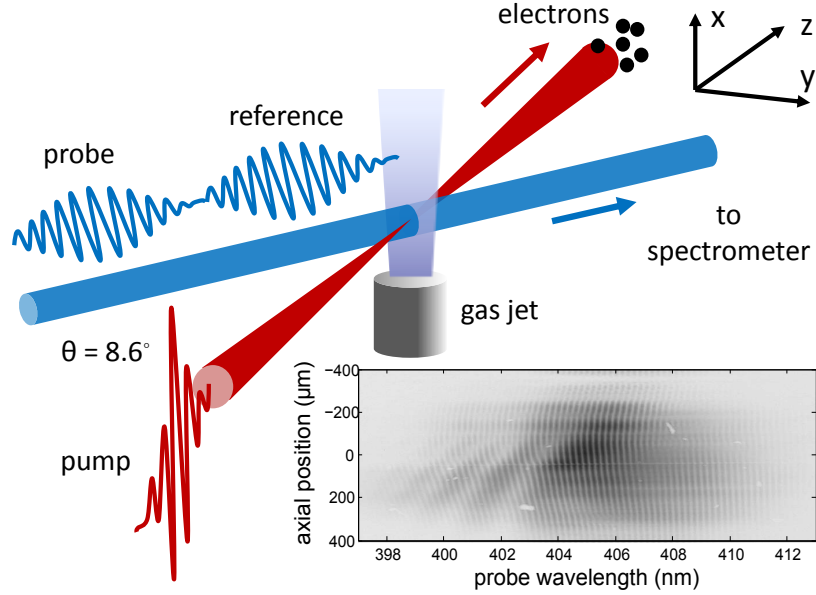 electrons
x
z
y
reference
probe
to
spectrometer
gas jet
θ = 8.6°
pump
axial position (µm)
−400
−200
0
200
400
398 400 402 404 406 408 410 412
probe wavelength (nm)